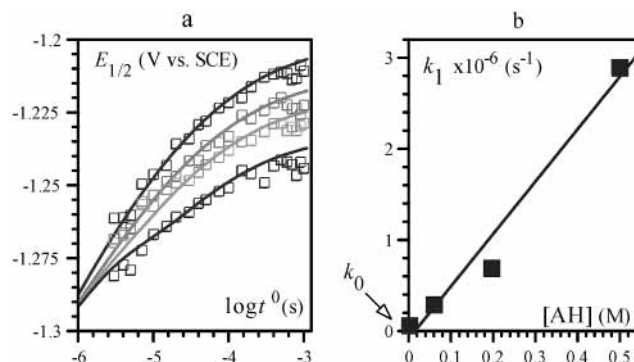 a
b
-1.2
-1.225
-1.25
-1.275
-1.3
E1/2 (V vs. SCE)
log t 0 (s)
-6 -5 -4 -3 -2
3
2
1
0
k1 x10-6 (s-1)
k0
[AH] (M)
0 0.1 0.2 0.3 0.4 0.5